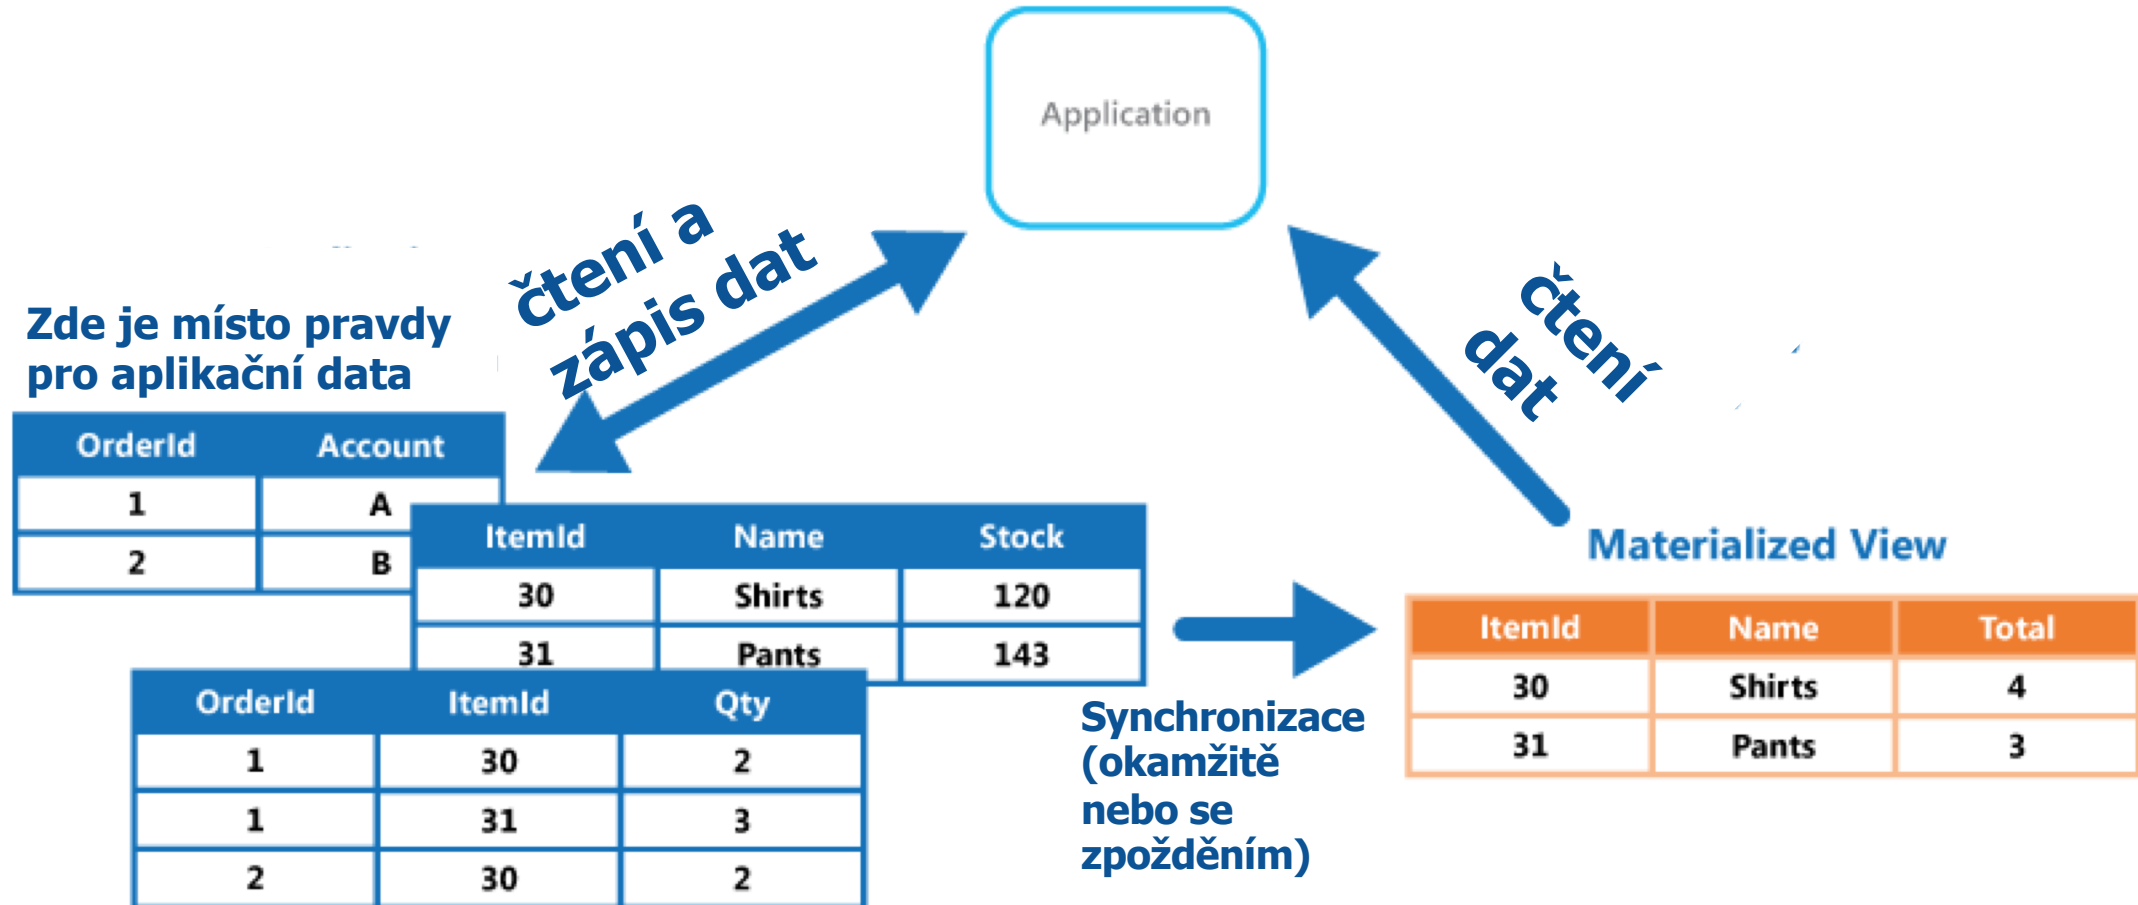 Application
čtení a
zápis dat
čtení
dat
Zde je místo pravdy
pro aplikační data
OrderId Account
1 A
2 B
ItemId Name Stock
30 Shirts 120
31 Pants 143
OrderId ItemId Qty
1 30 2
1 31 3
2 30 2
Synchronizace
(okamžitě
nebo se
zpožděním)
Materialized View
ItemId Name Total
30 Shirts 4
31 Pants 3